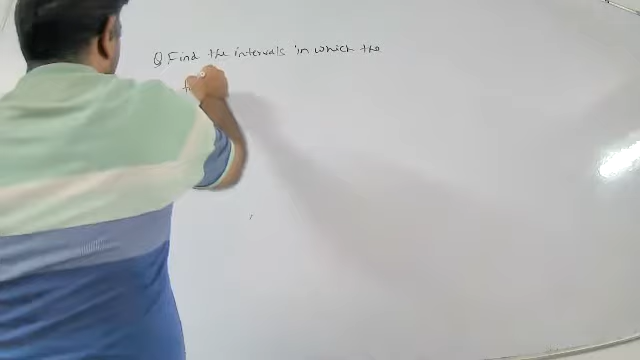 Q Find the intervals in which the